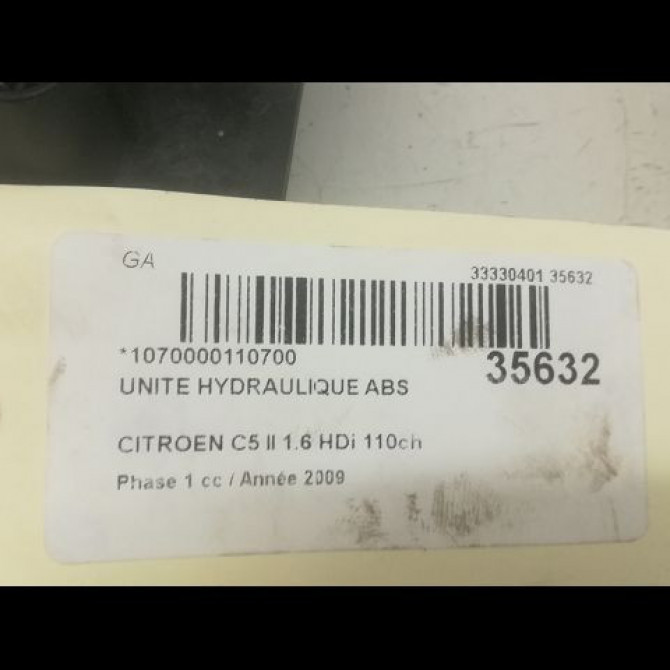 GA
33330401 35632
*1070000110700
35632
UNITE HYDRAULIQUE ABS
CITROEN C5 II 1.6 HDi 110ch
Phase 1 cc / Année 2009